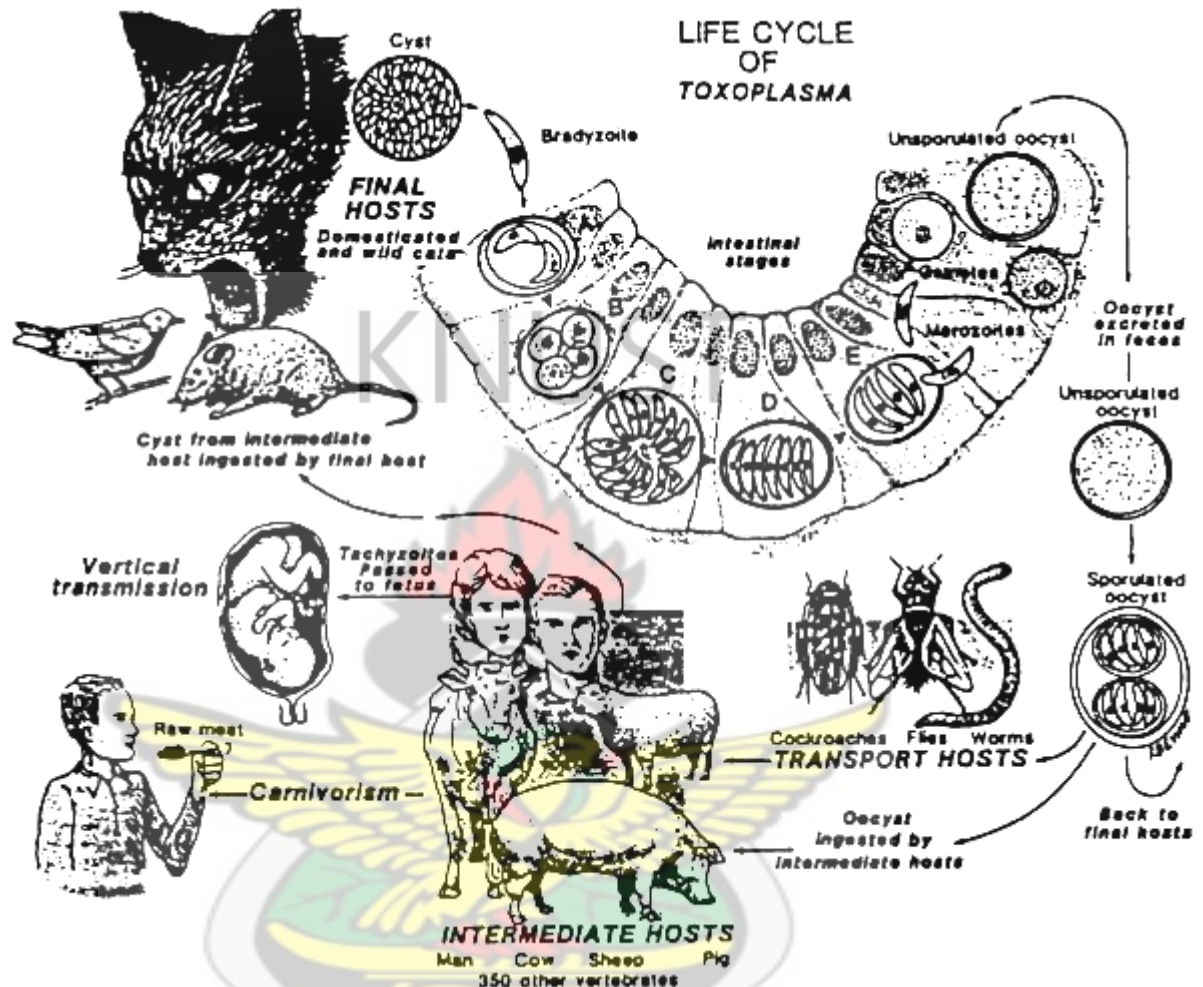 LIFE CYCLE
OF
TOXOPLASMA
Cyst
Bradyzoite
FINAL
HOSTS
Domesticated
and wild cats
Intestinal
stages
Unsporulated oocyst
Gametes
Merozoites
A
B
C
D
E
Oocyst
excreted
in feces
Unsporulated
oocyst
Sporulated
oocyst
Back to
final hosts
KNUST
Cyst from intermediate
host ingested by final host
Vertical
transmission
Tachyzoites
Passed
to fetus
Raw meat
Carnivorism
Cockroaches Flies Worms
TRANSPORT HOSTS
Oocyst
ingested by
intermediate hosts
INTERMEDIATE HOSTS
Man Cow Sheep Pig
350 other vertebrates